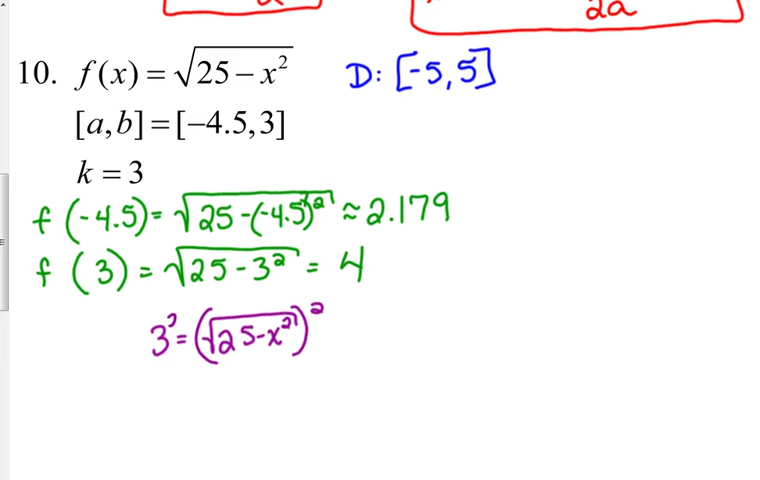 2a
10. f(x) = √25 − x² D: [-5, 5]
[a, b] = [−4.5, 3]
k = 3
f (-4.5) = √25 - (-4.5)² ≈ 2.179
f (3) = √25 - 3² = 4
3² = (√25 - x²)²